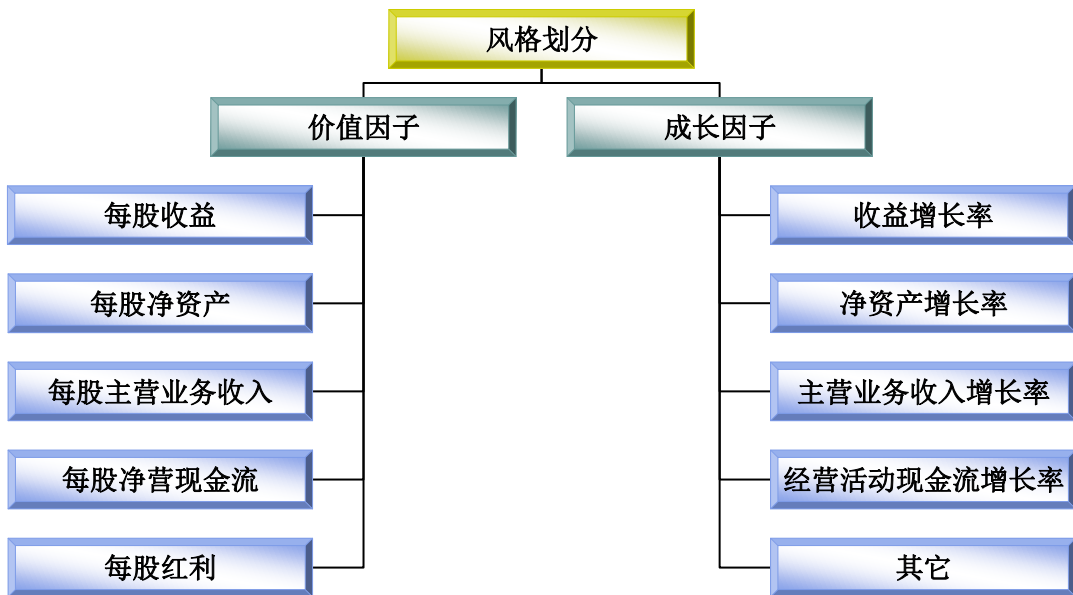 风格划分
价值因子
成长因子
每股收益
收益增长率
每股净资产
净资产增长率
每股主营业务收入
主营业务收入增长率
每股净营现金流
经营活动现金流增长率
每股红利
其它